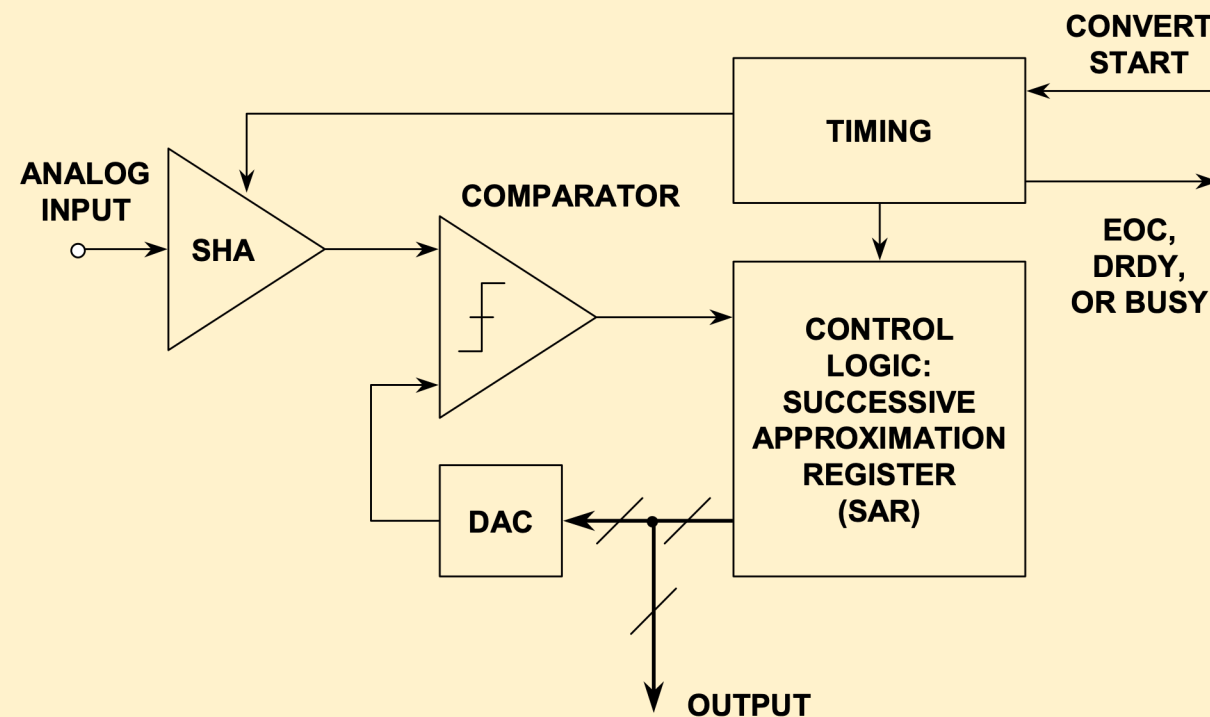 CONVERT
START
TIMING
ANALOG
INPUT
COMPARATOR
SHA
EOC,
DRDY,
OR BUSY
CONTROL
LOGIC:
SUCCESSIVE
APPROXIMATION
REGISTER
(SAR)
DAC
OUTPUT